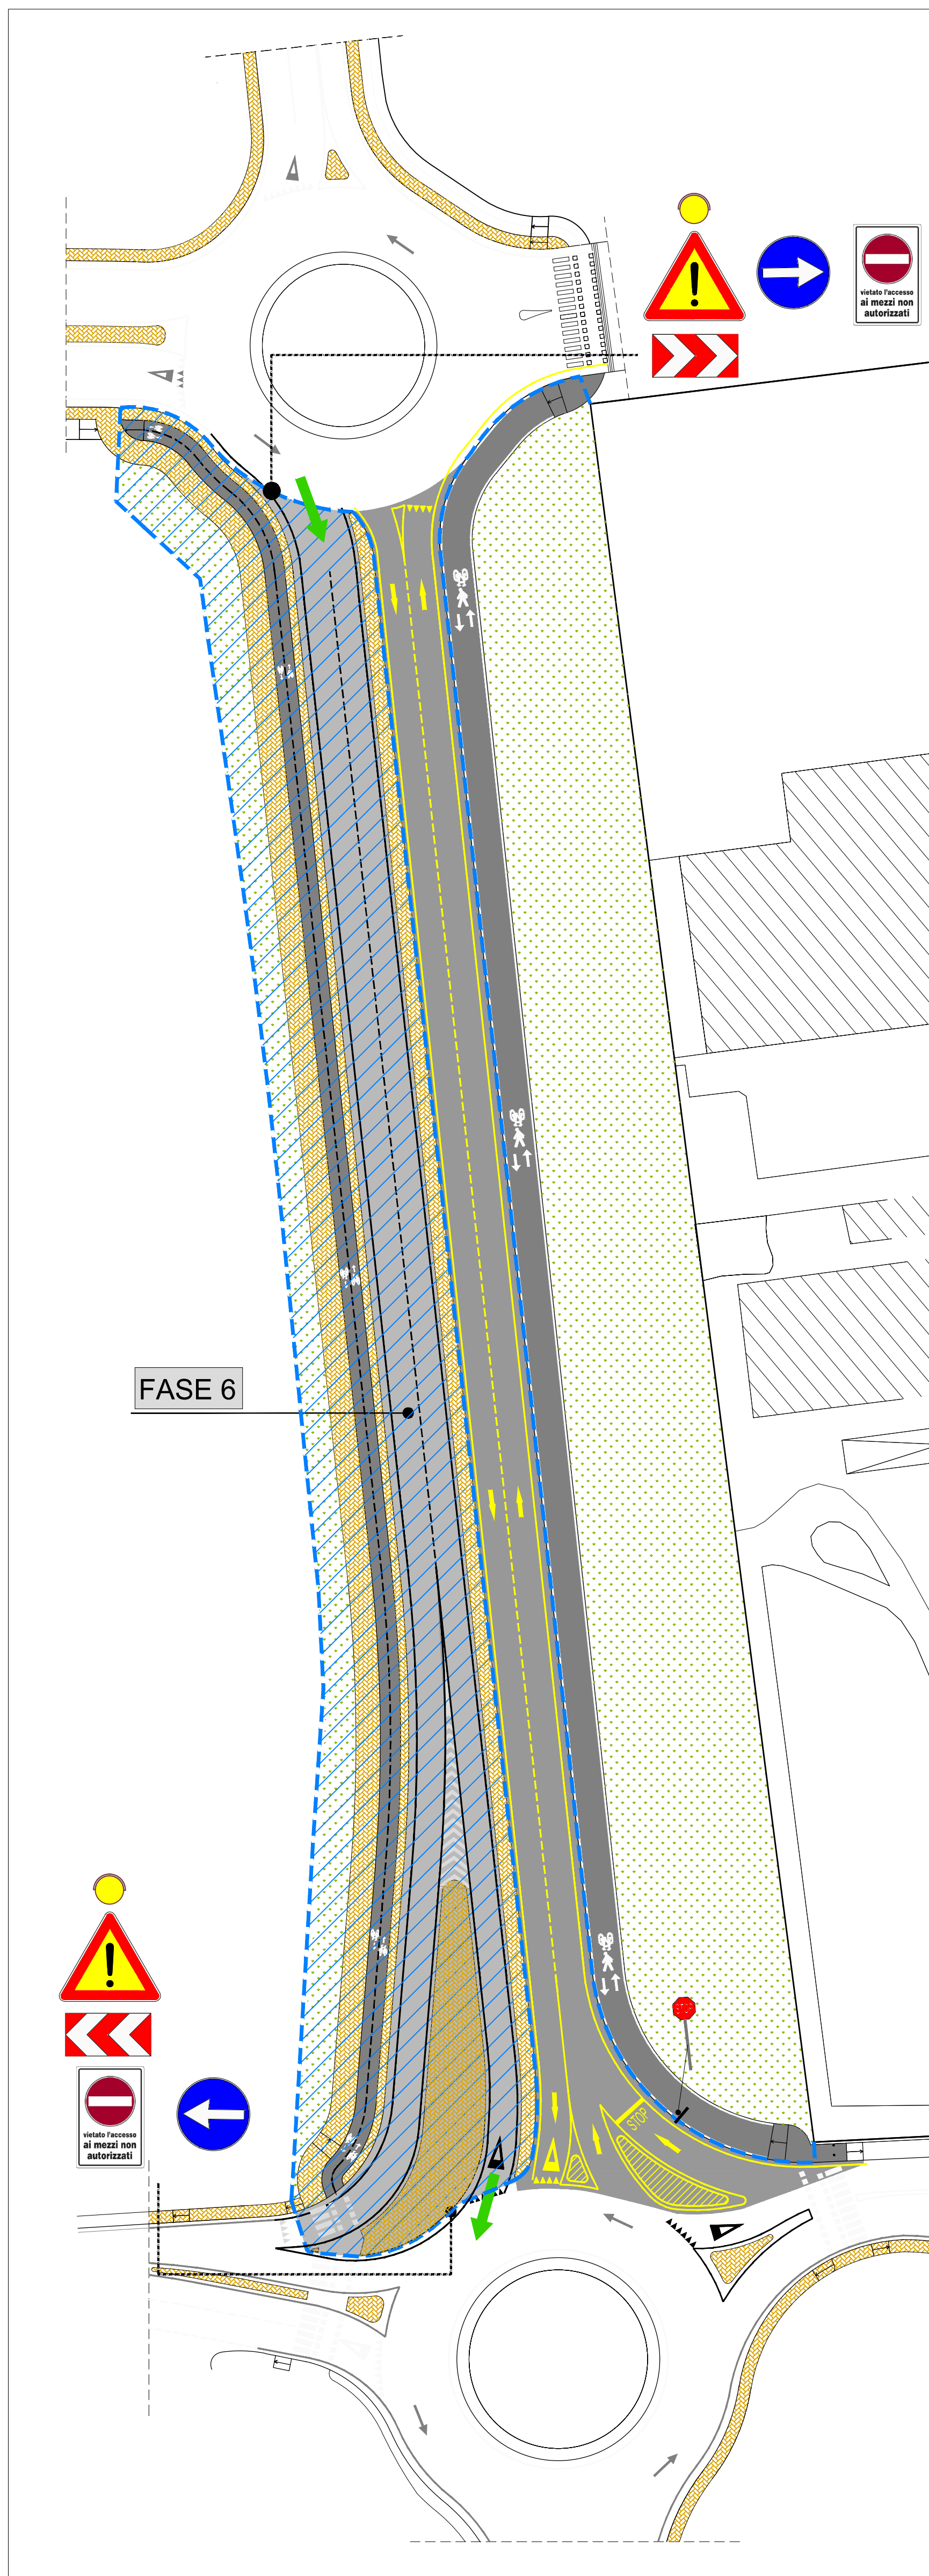 vietato l'accesso
ai mezzi non
autorizzati
FASE 6
vietato l'accesso
ai mezzi non
autorizzati
STOP